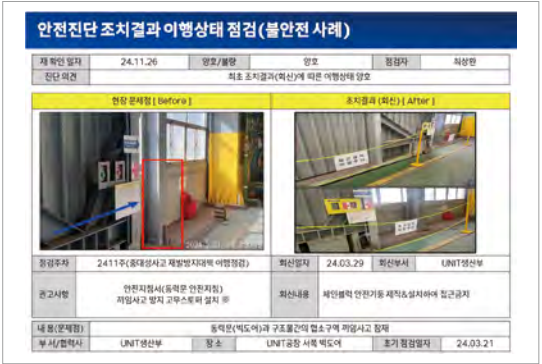 안전진단 조치결과 이행상태 점검(불안전 사례)
재 확인 일자 24.11.26 양호/불량 양호 점검자 최상완
진단 의견 최초 조치결과(회신)에 따른 이행상태 양호
현장 문제점 [ Before ] 조치결과 (회신) [ After ]
점검주차 2411주(중대성사고 재발방지대책 이행점검) 회신일자 24.03.29 회신부서 UNIT생산부
권고사항 안전지침서(동력문 안전지침) 회신내용 체인블럭 안전기둥 제작&설치하여 접근금지
끼임사고 방지 고무스토퍼 설치 ※
내 용(문제점) 동력문(빅도어)과 구조물간의 협소구역 끼임사고 잠재
부서/협력사 UNIT생산부 장 소 UNIT공장 서쪽 빅도어 초기 점검일자 24.03.21